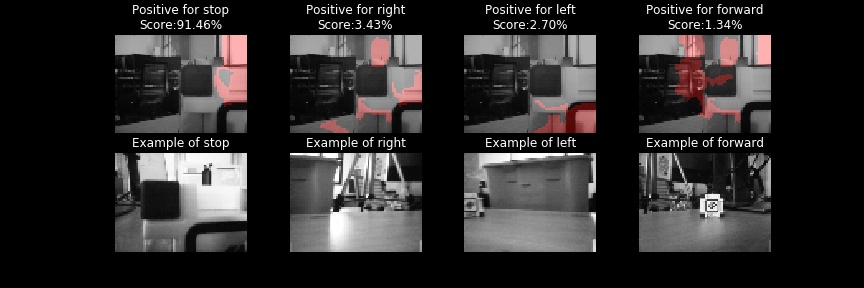 Positive for stop
Score:91.46%
Positive for right
Score:3.43%
Positive for left
Score:2.70%
Positive for forward
Score:1.34%
Example of stop
Example of right
Example of left
Example of forward